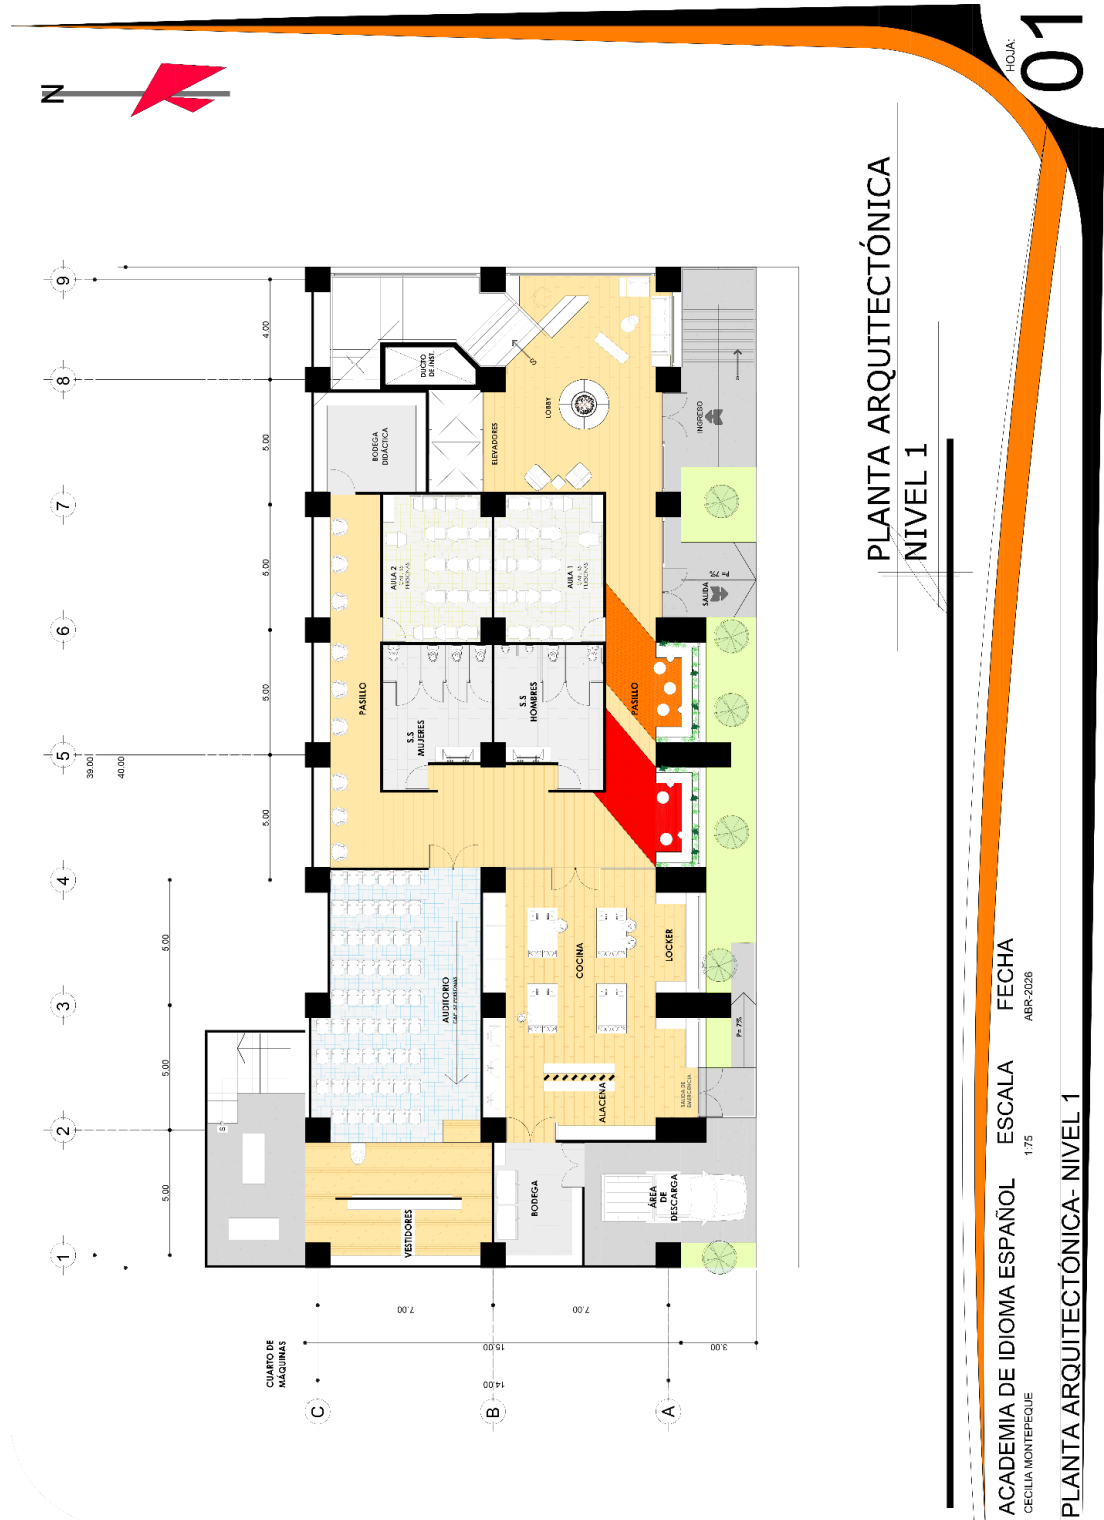 HOJA:
01
N
PLANTA ARQUITECTÓNICA
NIVEL 1
1
2
3
4
5
6
7
8
9
5.00
5.00
5.00
5.00
5.00
5.00
5.00
4.00
39.00
40.00
C
B
A
7.00
7.00
15.00
14.00
3.00
CUARTO DE
MÁQUINAS
S
VESTIDORES
AUDITORIO
PASILLO
S.S
MUJERES
S.S
HOMBRES
AULA 2
PERSONAS
AULA 1
PERSONAS
BODEGA
DIDÁCTICA
DUCTO
DE INST.
ELEVADORES
S
LOBBY
INGRESO
SALIDA
P= 7%
PASILLO
COCINA
LOCKER
ALACENA
SALIDA DE
EMERGENCIA
P= 7%
BODEGA
ÁREA
DE
DESCARGA
ACADEMIA DE IDIOMA ESPAÑOL
CECILIA MONTEPEQUE
ESCALA
1:75
FECHA
ABR-2026
PLANTA ARQUITECTÓNICA- NIVEL 1